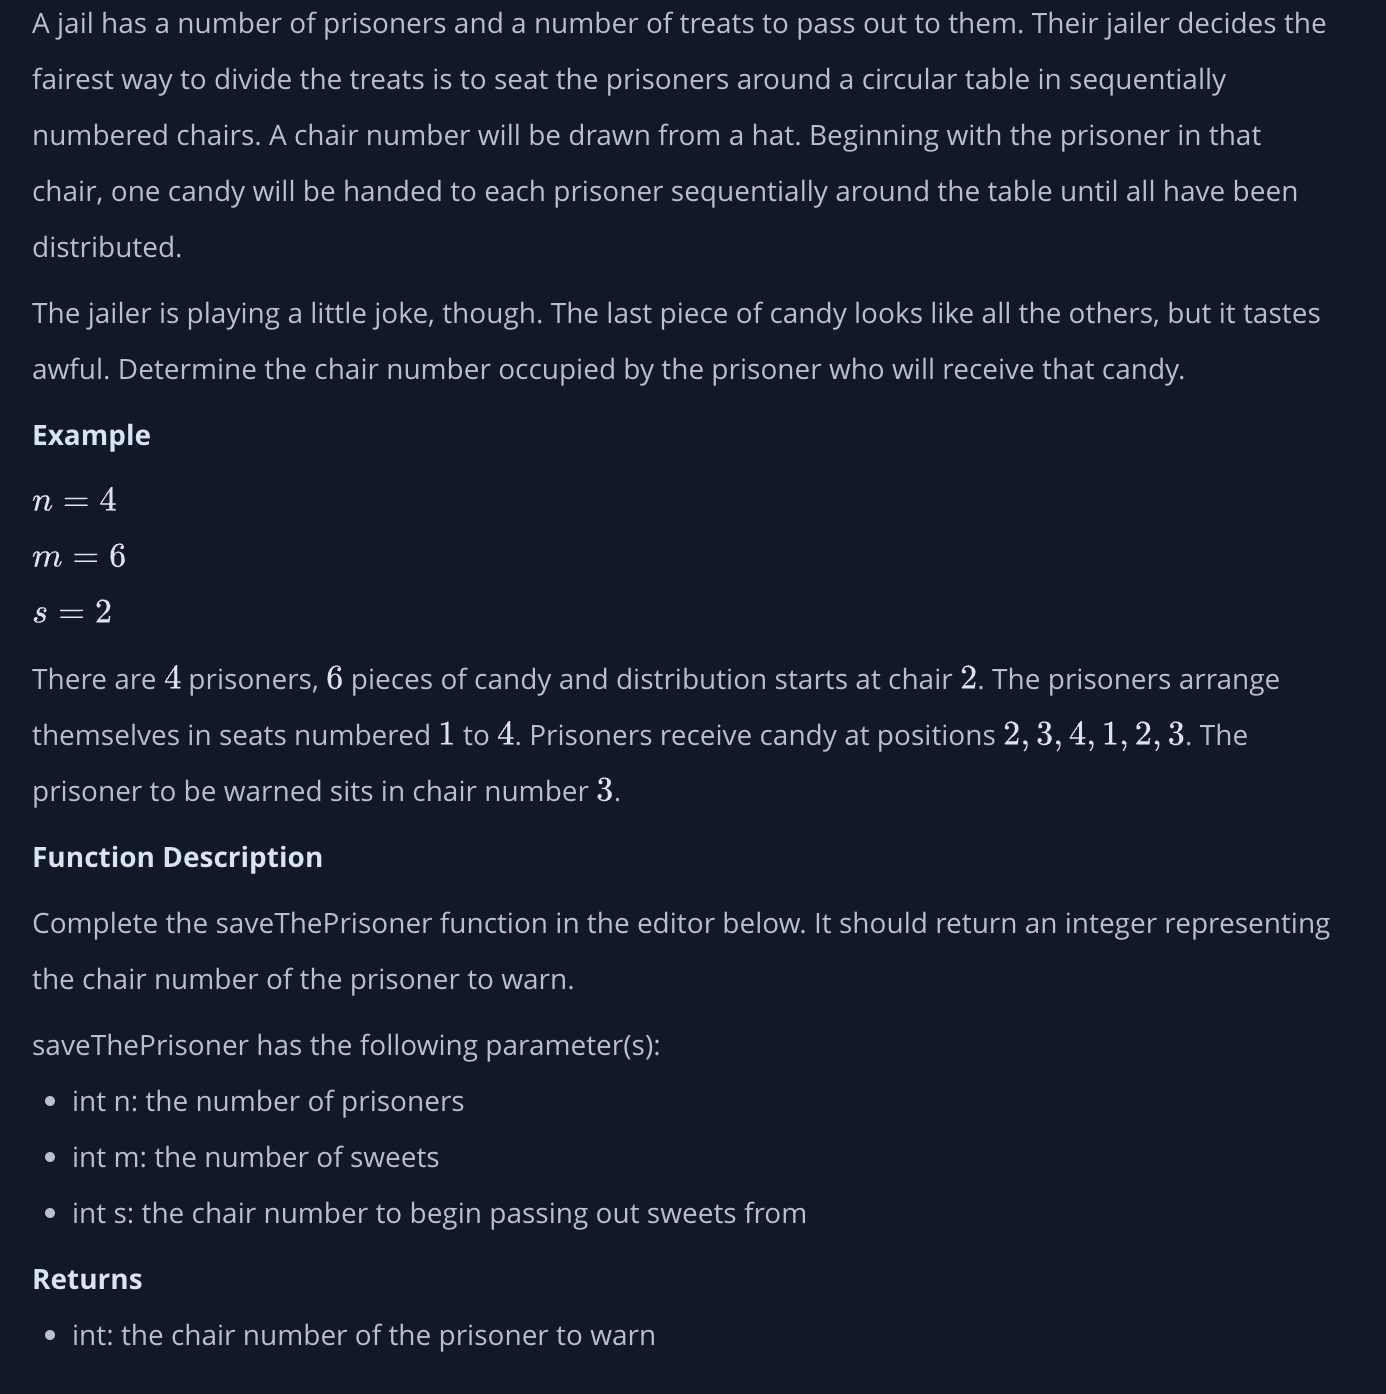 A jail has a number of prisoners and a number of treats to pass out to them. Their jailer decides the
fairest way to divide the treats is to seat the prisoners around a circular table in sequentially
numbered chairs. A chair number will be drawn from a hat. Beginning with the prisoner in that
chair, one candy will be handed to each prisoner sequentially around the table until all have been
distributed.
The jailer is playing a little joke, though. The last piece of candy looks like all the others, but it tastes
awful. Determine the chair number occupied by the prisoner who will receive that candy.
Example
n = 4
m = 6
s = 2
There are 4 prisoners, 6 pieces of candy and distribution starts at chair 2. The prisoners arrange
themselves in seats numbered 1 to 4. Prisoners receive candy at positions 2, 3, 4, 1, 2, 3. The
prisoner to be warned sits in chair number 3.
Function Description
Complete the saveThePrisoner function in the editor below. It should return an integer representing
the chair number of the prisoner to warn.
saveThePrisoner has the following parameter(s):
• int n: the number of prisoners
• int m: the number of sweets
• int s: the chair number to begin passing out sweets from
Returns
• int: the chair number of the prisoner to warn